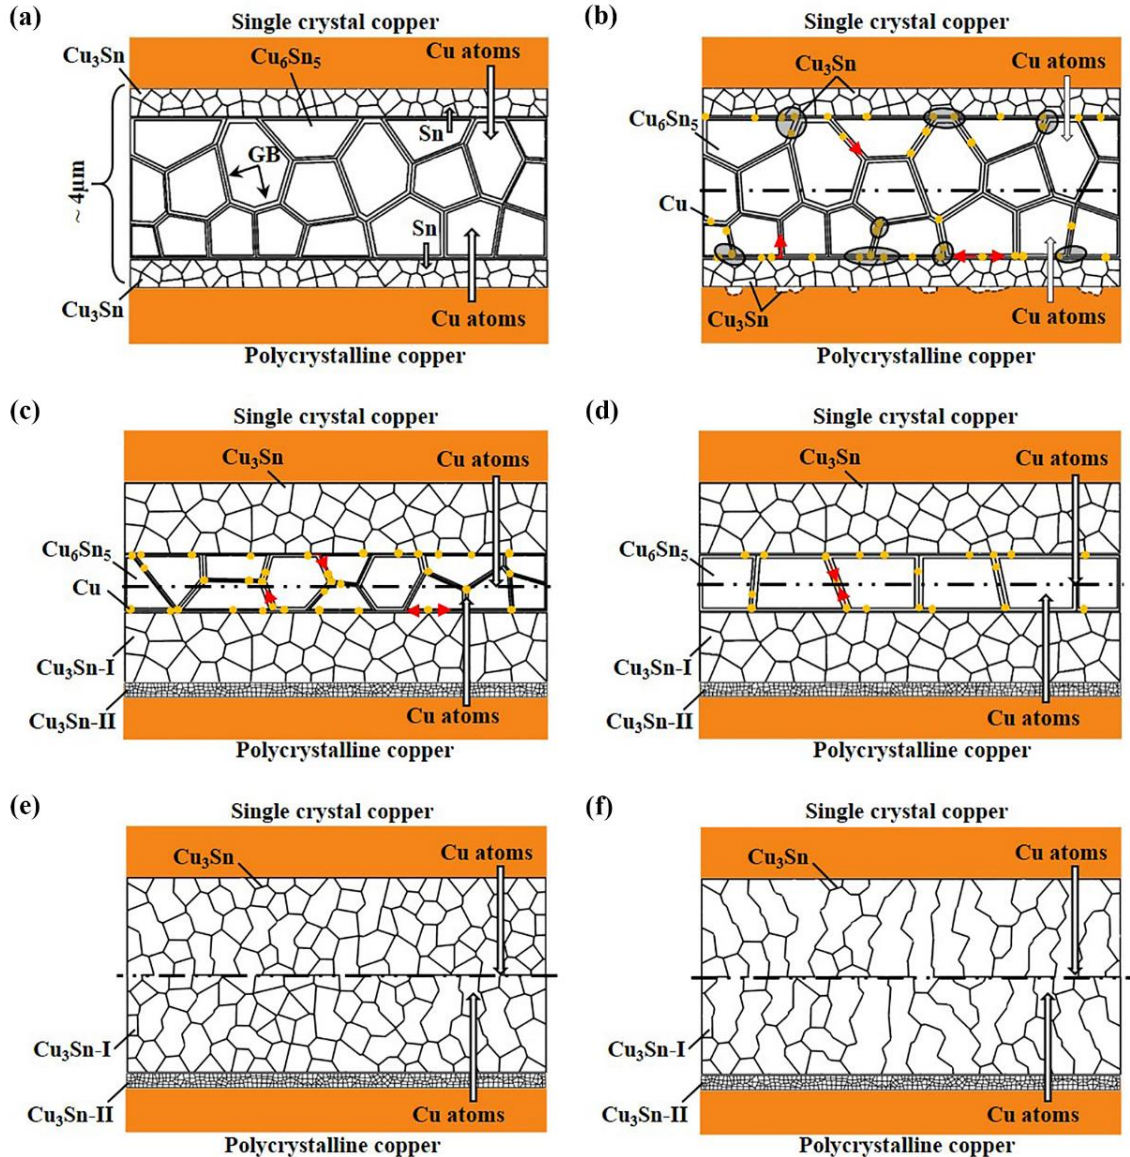 (a)
Single crystal copper
Cu₃Sn
Cu₆Sn₅
Cu atoms
Sn
GB
~ 4μm
Sn
Cu₃Sn
Cu atoms
Polycrystalline copper
(b)
Single crystal copper
Cu₃Sn
Cu atoms
Cu₆Sn₅
Cu
Cu₃Sn
Cu atoms
Polycrystalline copper
(c)
Single crystal copper
Cu₃Sn
Cu atoms
Cu₆Sn₅
Cu
Cu₃Sn-I
Cu₃Sn-II
Cu atoms
Polycrystalline copper
(d)
Single crystal copper
Cu₃Sn
Cu atoms
Cu₆Sn₅
Cu₃Sn-I
Cu₃Sn-II
Cu atoms
Polycrystalline copper
(e)
Single crystal copper
Cu₃Sn
Cu atoms
Cu₃Sn-I
Cu₃Sn-II
Cu atoms
Polycrystalline copper
(f)
Single crystal copper
Cu₃Sn
Cu atoms
Cu₃Sn-I
Cu₃Sn-II
Cu atoms
Polycrystalline copper